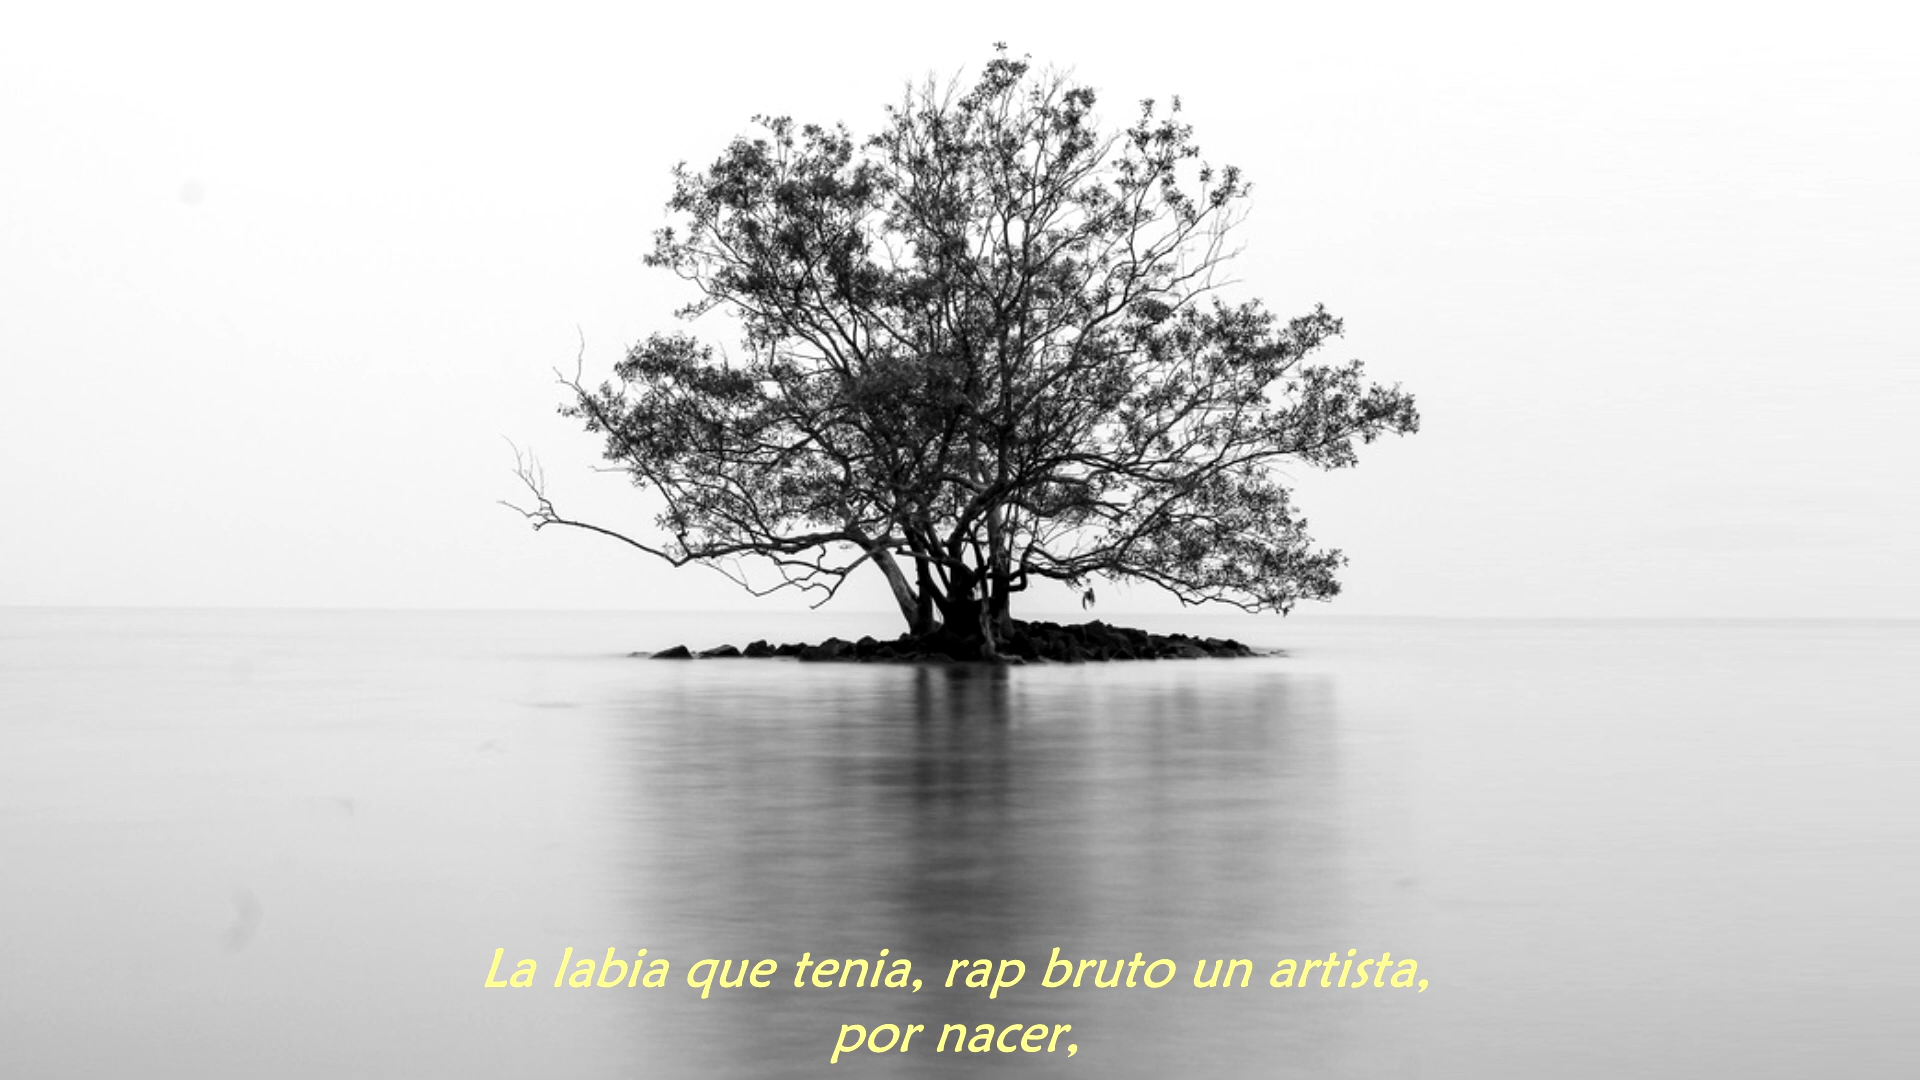 La labia que tenia, rap bruto un artista,
por nacer,